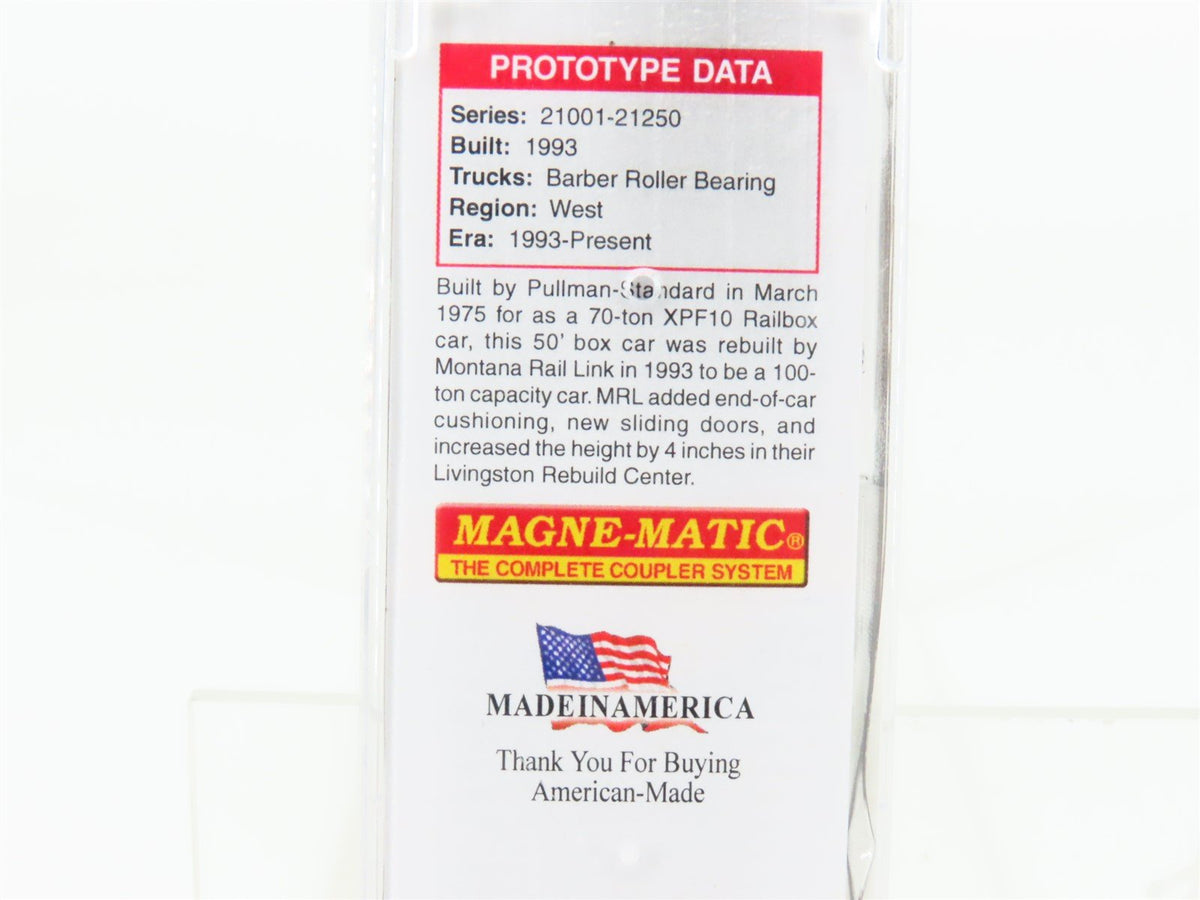 PROTOTYPE DATA
Series: 21001-21250
Built: 1993
Trucks: Barber Roller Bearing
Region: West
Era: 1993-Present
Built by Pullman-Standard in March
1975 for as a 70-ton XPF10 Railbox
car, this 50' box car was rebuilt by
Montana Rail Link in 1993 to be a 100-
ton capacity car. MRL added end-of-car
cushioning, new sliding doors, and
increased the height by 4 inches in their
Livingston Rebuild Center.
MAGNE-MATIC®
THE COMPLETE COUPLER SYSTEM
MADEINAMERICA
Thank You For Buying
American-Made